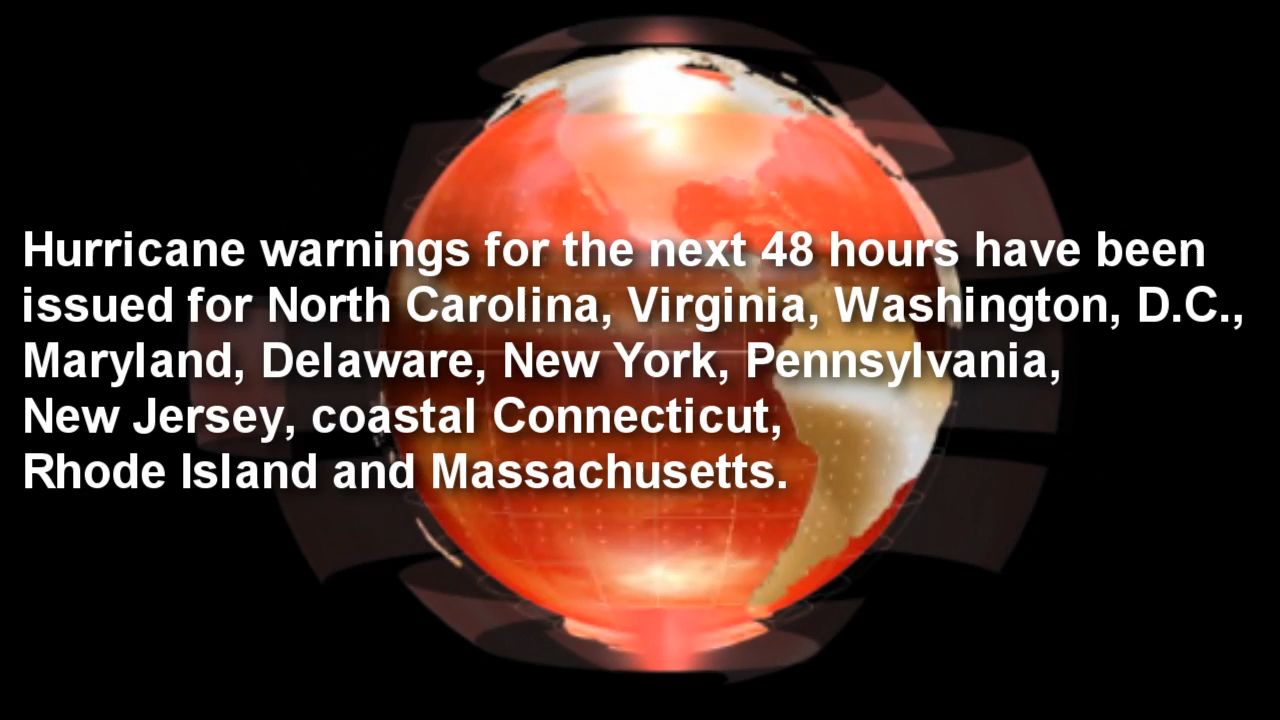 Hurricane warnings for the next 48 hours have been
issued for North Carolina, Virginia, Washington, D.C.,
Maryland, Delaware, New York, Pennsylvania,
New Jersey, coastal Connecticut,
Rhode Island and Massachusetts.